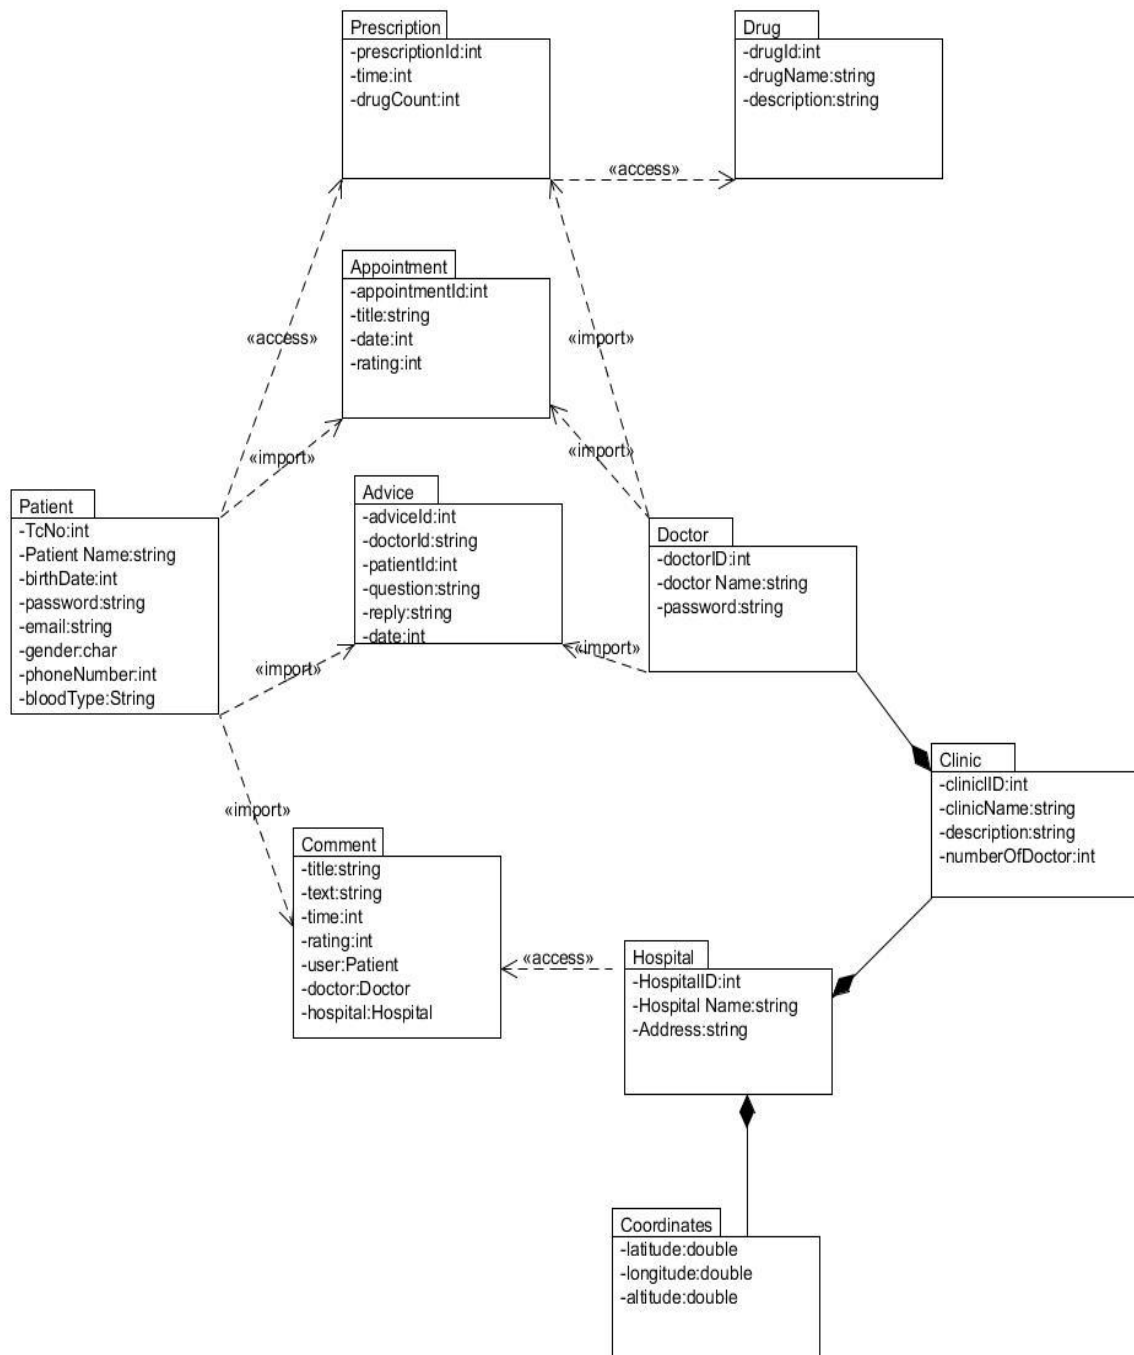 Prescription
-prescriptionId:int
-time:int
-drugCount:int
Drug
-drugId:int
-drugName:string
-description:string
«access»
Appointment
-appointmentId:int
-title:string
-date:int
-rating:int
«access»
«import»
«import»
«import»
Patient
-TcNo:int
-Patient Name:string
-birthDate:int
-password:string
-email:string
-gender:char
-phoneNumber:int
-bloodType:String
Advice
-adviceId:int
-doctorId:string
-patientId:int
-question:string
-reply:string
-date:int
Doctor
-doctorID:int
-doctor Name:string
-password:string
«import»
«import»
«import»
Clinic
-cliniclID:int
-clinicName:string
-description:string
-numberOfDoctor:int
Comment
-title:string
-text:string
-time:int
-rating:int
-user:Patient
-doctor:Doctor
-hospital:Hospital
«access»
Hospital
-HospitalID:int
-Hospital Name:string
-Address:string
Coordinates
-latitude:double
-longitude:double
-altitude:double